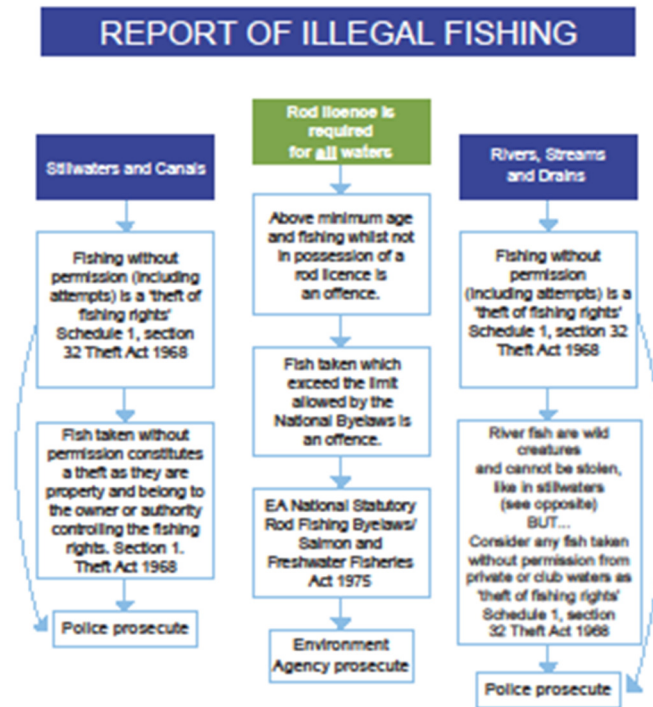 REPORT OF ILLEGAL FISHING
Stillwaters and Canals
Fishing without
permission (including
attempts) is a 'theft of
fishing rights'
Schedule 1, section
32 Theft Act 1968
Fish taken without
permission constitutes
a theft as they are
property and belong to
the owner or authority
controlling the fishing
rights. Section 1.
Theft Act 1968
Police prosecute
Rod licence is
required
for all waters
Above minimum age
and fishing whilst not
in possession of a
rod licence is
an offence.
Fish taken which
exceed the limit
allowed by the
National Byelaws is
an offence.
EA National Statutory
Rod Fishing Byelaws/
Salmon and
Freshwater Fisheries
Act 1975
Environment
Agency prosecute
Rivers, Streams
and Drains
Fishing without
permission
(including attempts) is a
'theft of fishing rights'
Schedule 1, section 32
Theft Act 1968
River fish are wild
creatures
and cannot be stolen,
like in stillwaters
(see opposite)
BUT...
Consider any fish taken
without permission from
private or club waters as
'theft of fishing rights'
Schedule 1, section
32 Theft Act 1968
Police prosecute